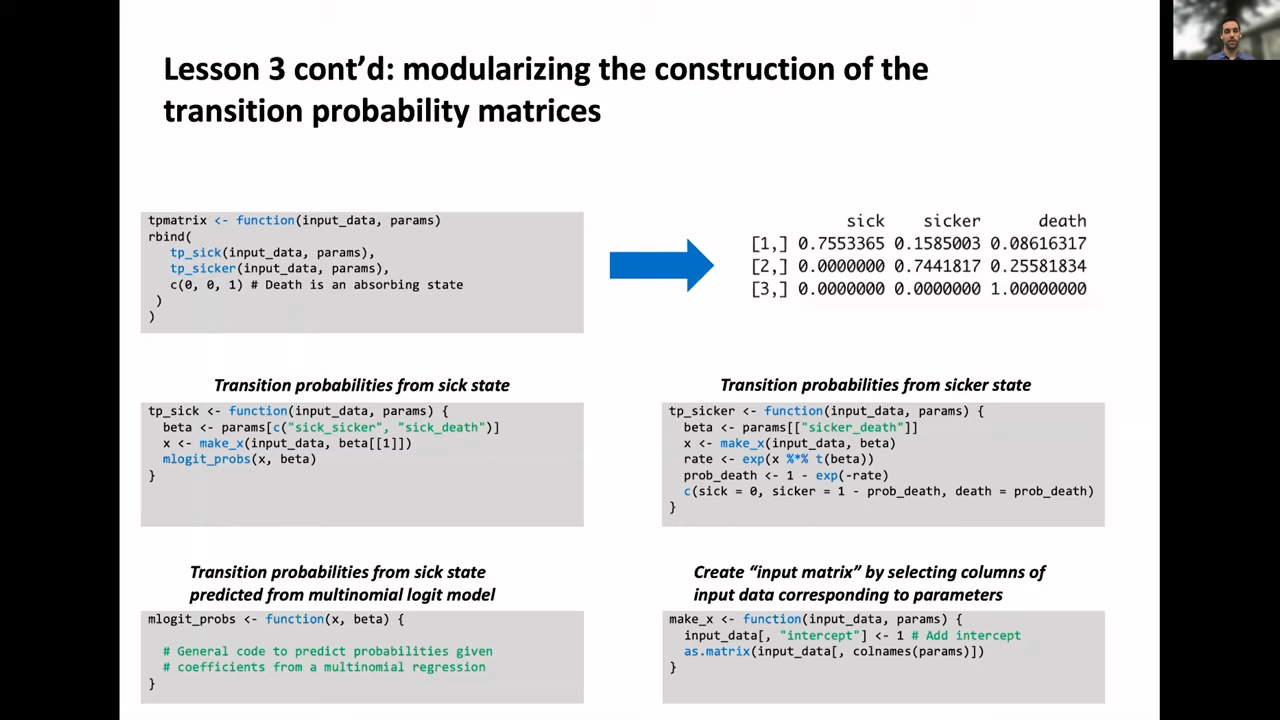 Lesson 3 cont’d: modularizing the construction of the
transition probability matrices
tpmatrix <- function(input_data, params)
rbind(
tp_sick(input_data, params),
tp_sicker(input_data, params),
c(0, 0, 1) # Death is an absorbing state
)
)
sick sicker death
[1,] 0.7553365 0.1585003 0.08616317
[2,] 0.0000000 0.7441817 0.25581834
[3,] 0.0000000 0.0000000 1.00000000
Transition probabilities from sick state
tp_sick <- function(input_data, params) {
beta <- params[c("sick_sicker", "sick_death")]
x <- make_x(input_data, beta[[1]])
mlogit_probs(x, beta)
}
Transition probabilities from sicker state
tp_sicker <- function(input_data, params) {
beta <- params[["sicker_death"]]
x <- make_x(input_data, beta)
rate <- exp(x %*% t(beta))
prob_death <- 1 - exp(-rate)
c(sick = 0, sicker = 1 - prob_death, death = prob_death)
}
Transition probabilities from sick state
predicted from multinomial logit model
mlogit_probs <- function(x, beta) {
# General code to predict probabilities given
# coefficients from a multinomial regression
}
Create “input matrix” by selecting columns of
input data corresponding to parameters
make_x <- function(input_data, params) {
input_data[, "intercept"] <- 1 # Add intercept
as.matrix(input_data[, colnames(params)])
}